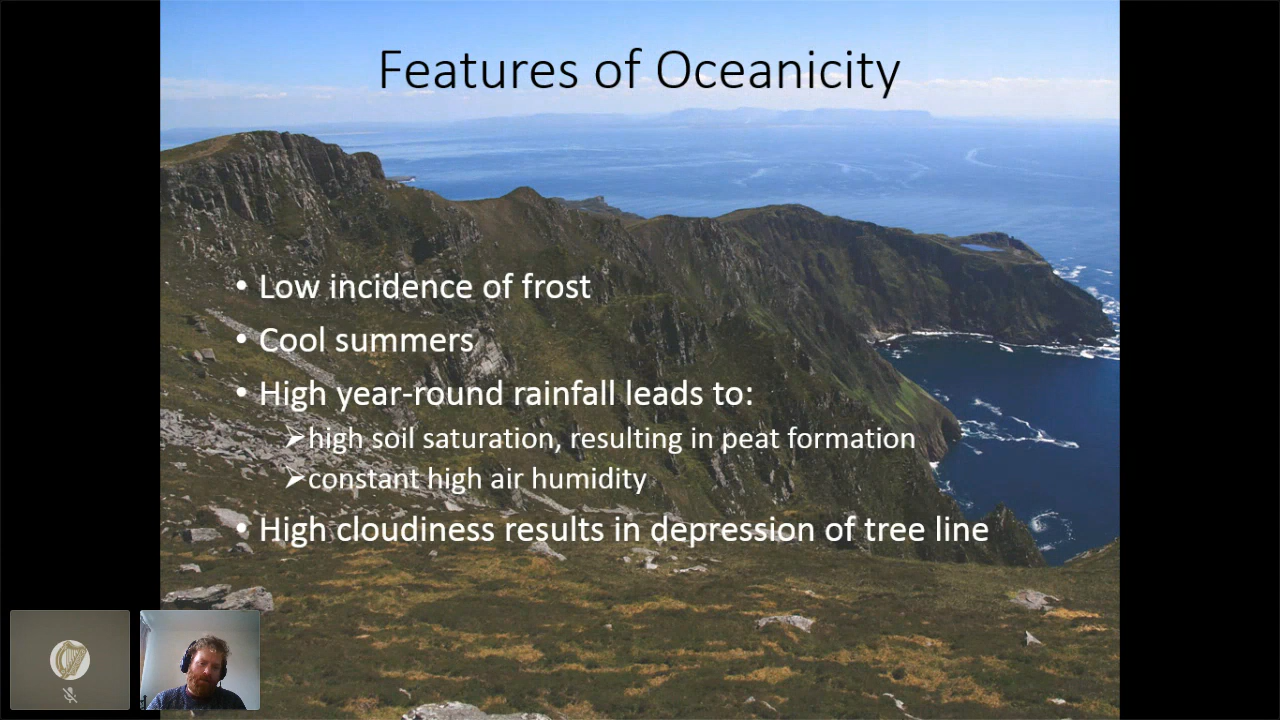 Features of Oceanicity
• Low incidence of frost
• Cool summers
• High year-round rainfall leads to:
➢high soil saturation, resulting in peat formation
➢constant high air humidity
• High cloudiness results in depression of tree line